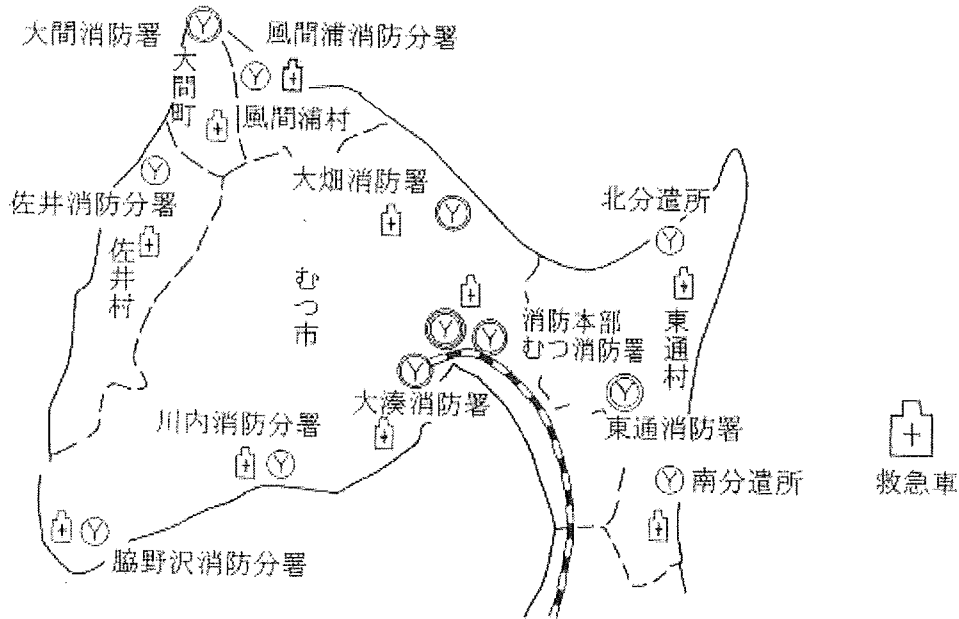 大間消防署
風間浦消防分署
大間町
風間浦村
佐井消防分署
大畑消防署
北分遣所
佐井村
むつ市
消防本部
むつ消防署
東通村
大湊消防署
川内消防分署
東通消防署
南分遣所
救急車
脇野沢消防分署